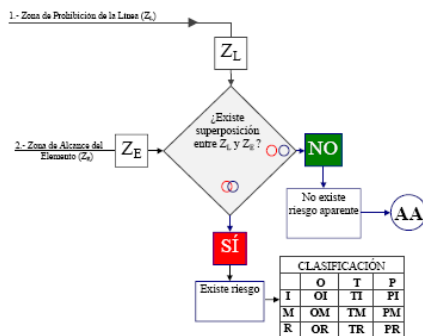 1.- Zona de Prohibición de la Línea (ZL)
ZL
2.- Zona de Alcance del
Elemento (ZE)
ZE
¿Existe
superposición
entre ZL y ZE?
NO
No existe
riesgo aparente
AA
SÍ
Existe riesgo
CLASIFICACIÓN
O T P
I OI TI PI
M OM TM PM
R OR TR PR